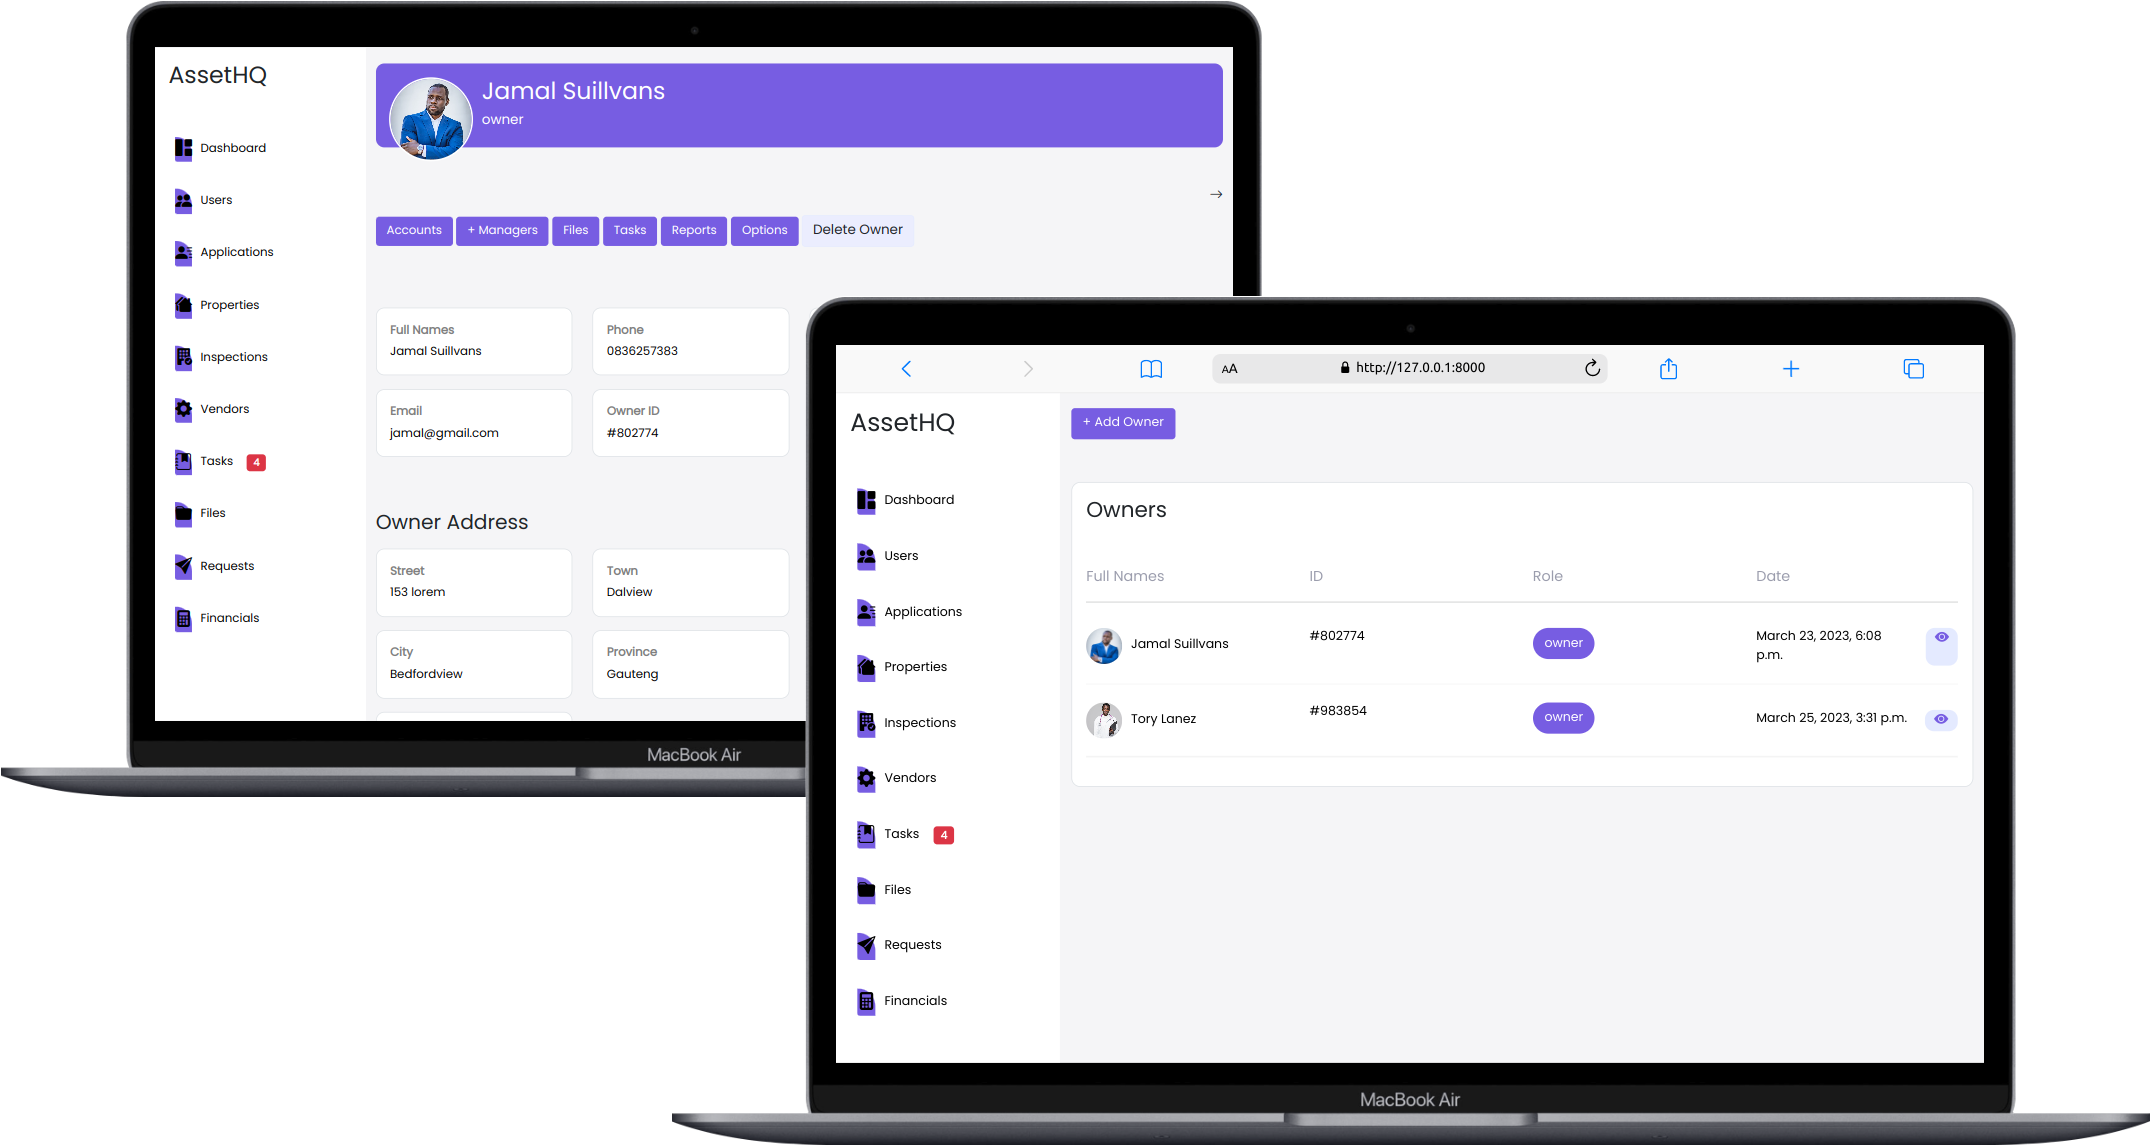 AssetHQ
Dashboard
Users
Applications
Properties
Inspections
Vendors
Tasks 4
Files
Requests
Financials
Jamal Suillvans
owner
Accounts + Managers Files Tasks Reports Options Delete Owner
Full Names
Jamal Suillvans
Phone
0836257383
Email
jamal@gmail.com
Owner ID
#802774
Owner Address
Street
153 lorem
Town
Dalview
City
Bedfordview
Province
Gauteng
MacBook Air
AA http://127.0.0.1:8000
AssetHQ
Dashboard
Users
Applications
Properties
Inspections
Vendors
Tasks 4
Files
Requests
Financials
+ Add Owner
Owners
Full Names ID Role Date
Jamal Suillvans #802774 owner March 23, 2023, 6:08
p.m.
Tory Lanez #983854 owner March 25, 2023, 3:31 p.m.
MacBook Air